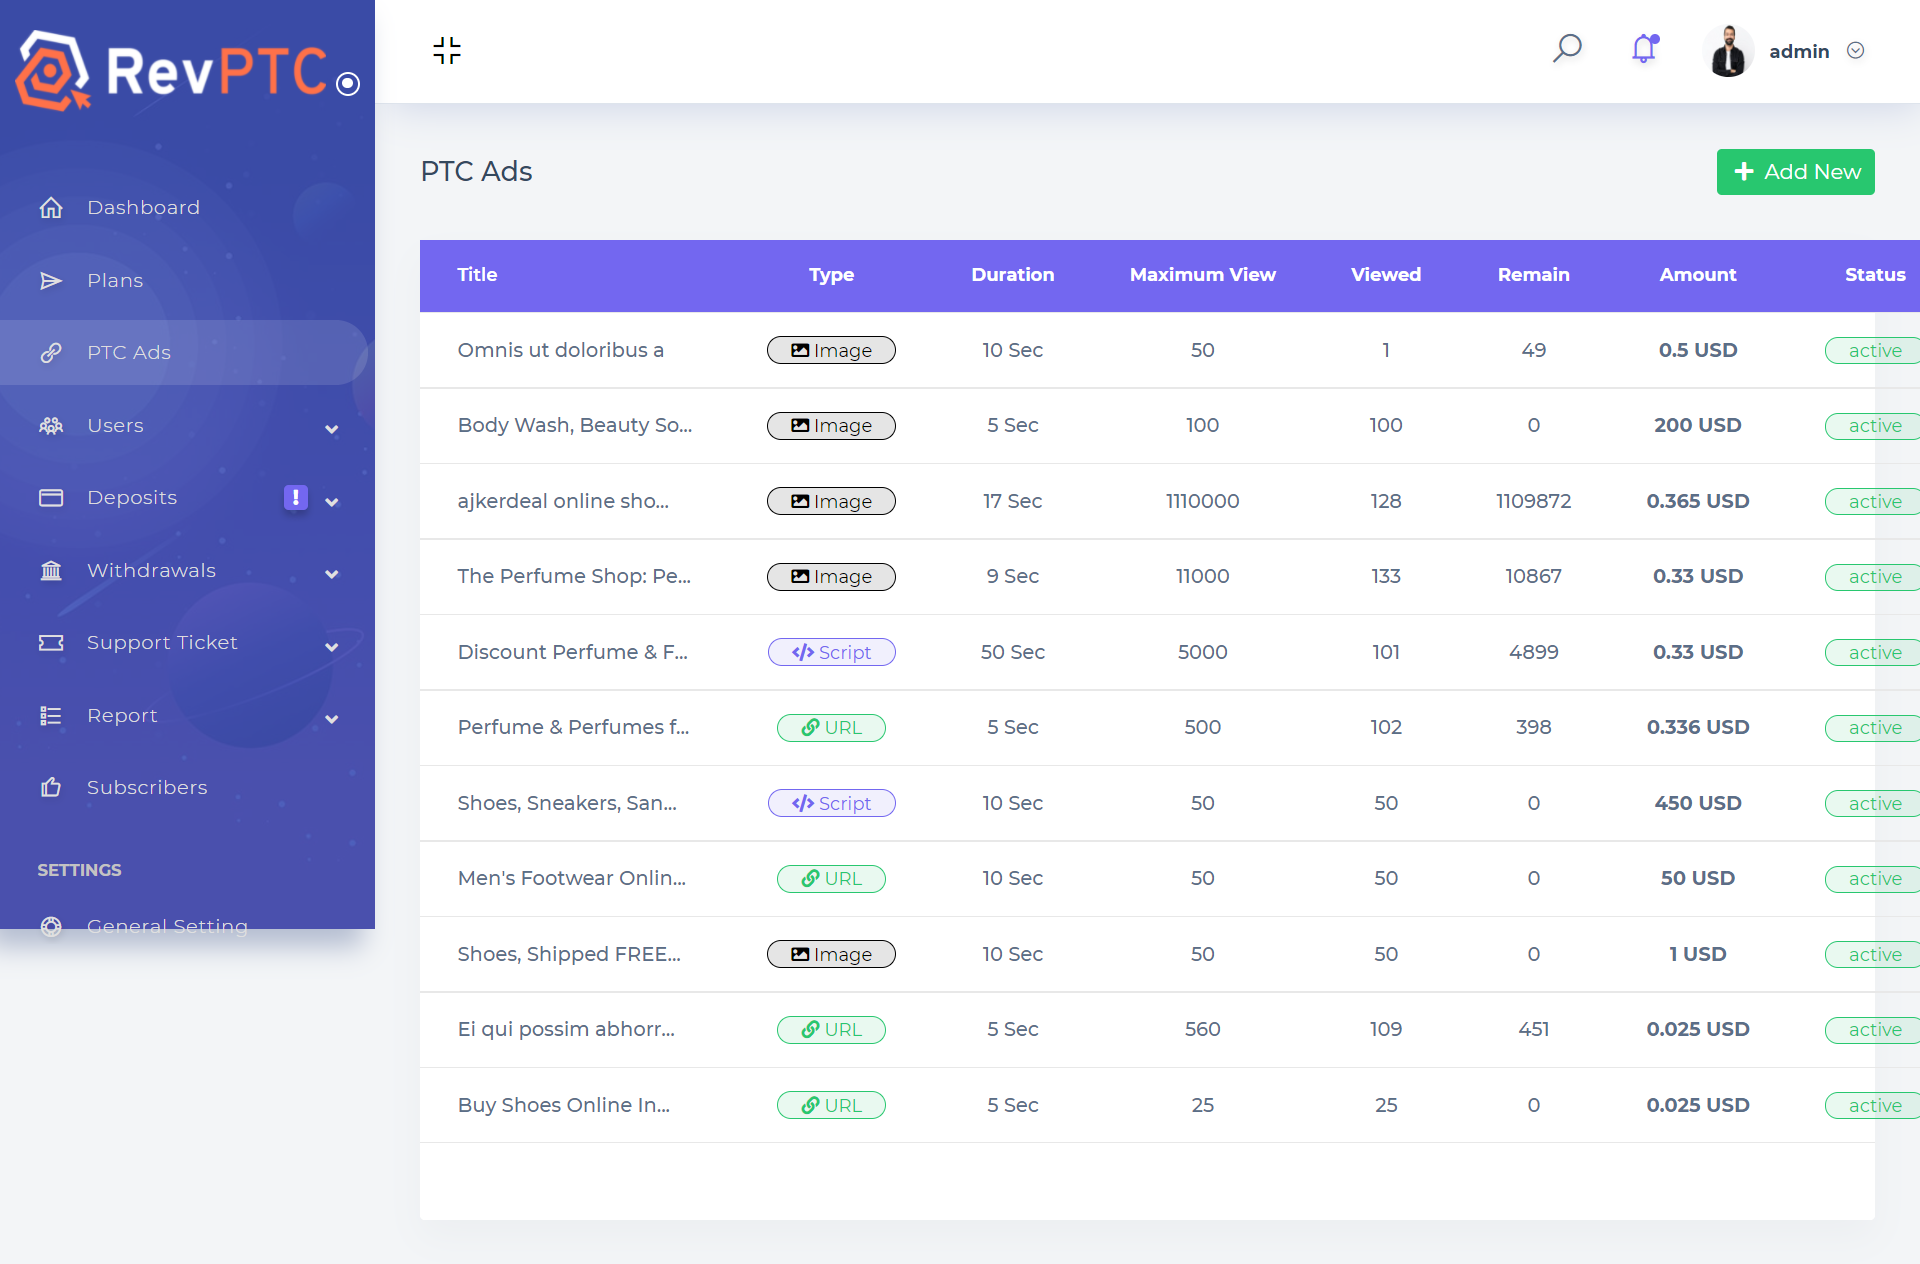 RevPTC
admin
Dashboard
Plans
PTC Ads
Users
Deposits
Withdrawals
Support Ticket
Report
Subscribers
SETTINGS
General Setting
PTC Ads
Add New
Title Type Duration Maximum View Viewed Remain Amount Status
Omnis ut doloribus a Image 10 Sec 50 1 49 0.5 USD active
Body Wash, Beauty So... Image 5 Sec 100 100 0 200 USD active
ajkerdeal online sho... Image 17 Sec 1110000 128 1109872 0.365 USD active
The Perfume Shop: Pe... Image 9 Sec 11000 133 10867 0.33 USD active
Discount Perfume & F... Script 50 Sec 5000 101 4899 0.33 USD active
Perfume & Perfumes f... URL 5 Sec 500 102 398 0.336 USD active
Shoes, Sneakers, San... Script 10 Sec 50 50 0 450 USD active
Men's Footwear Onlin... URL 10 Sec 50 50 0 50 USD active
Shoes, Shipped FREE... Image 10 Sec 50 50 0 1 USD active
Ei qui possim abhorr... URL 5 Sec 560 109 451 0.025 USD active
Buy Shoes Online In... URL 5 Sec 25 25 0 0.025 USD active